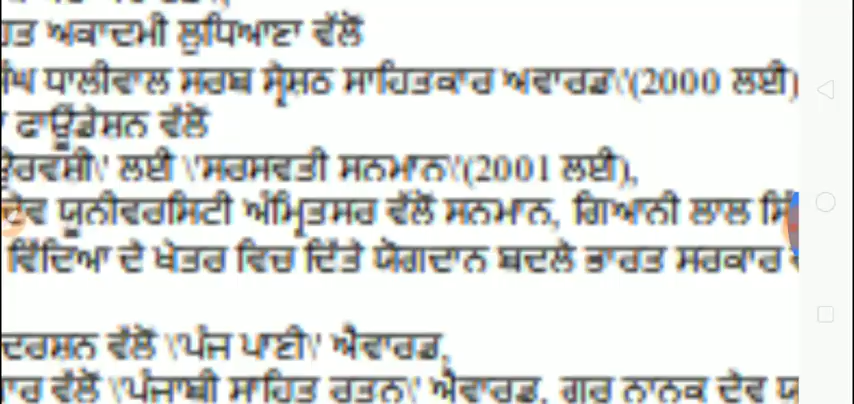 ਅਕਾਦਮੀ ਲੁਧਿਆਣਾ ਵੱਲੋਂ
ਧਾਲੀਵਾਲ ਸਰਬ ਸ੍ਰੇਸ਼ਠ ਸਾਹਿਤਕਾਰ ਅਵਾਰਡ\'(2000 ਲਈ)
ਫਾਊਂਡੇਸ਼ਨ ਵੱਲੋਂ
ਲਈ \'ਸਰਸਵਤੀ ਸਨਮਾਨ\'(2001 ਲਈ),
ਯੂਨੀਵਰਸਿਟੀ ਅੰਮ੍ਰਿਤਸਰ ਵੱਲੋਂ ਸਨਮਾਨ, ਗਿਆਨੀ ਲਾਲ ਸਿੰ
ਵਿੱਦਿਆ ਦੇ ਖੇਤਰ ਵਿਚ ਦਿੱਤੇ ਯੋਗਦਾਨ ਬਦਲੇ ਭਾਰਤ ਸਰਕਾਰ
ਦਰਸ਼ਨ ਵੱਲੋਂ \'ਪੰਜ ਪਾਣੀ\' ਐਵਾਰਡ,
ਾਰ ਵੱਲੋਂ \'ਪੰਜਾਬੀ ਸਾਹਿਤ ਰਤਨ\' ਐਵਾਰਡ, ਗੁਰੂ ਨਾਨਕ ਦੇਵ ਯੂ